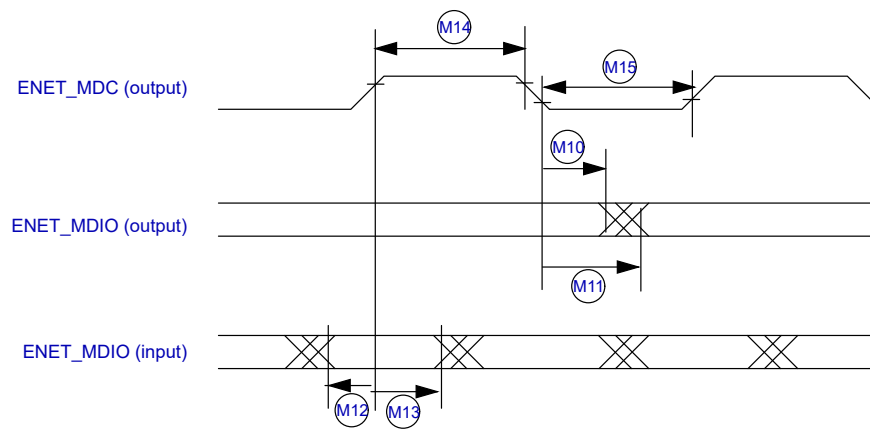 M14
M15
ENET_MDC (output)
M10
ENET_MDIO (output)
M11
ENET_MDIO (input)
M12
M13